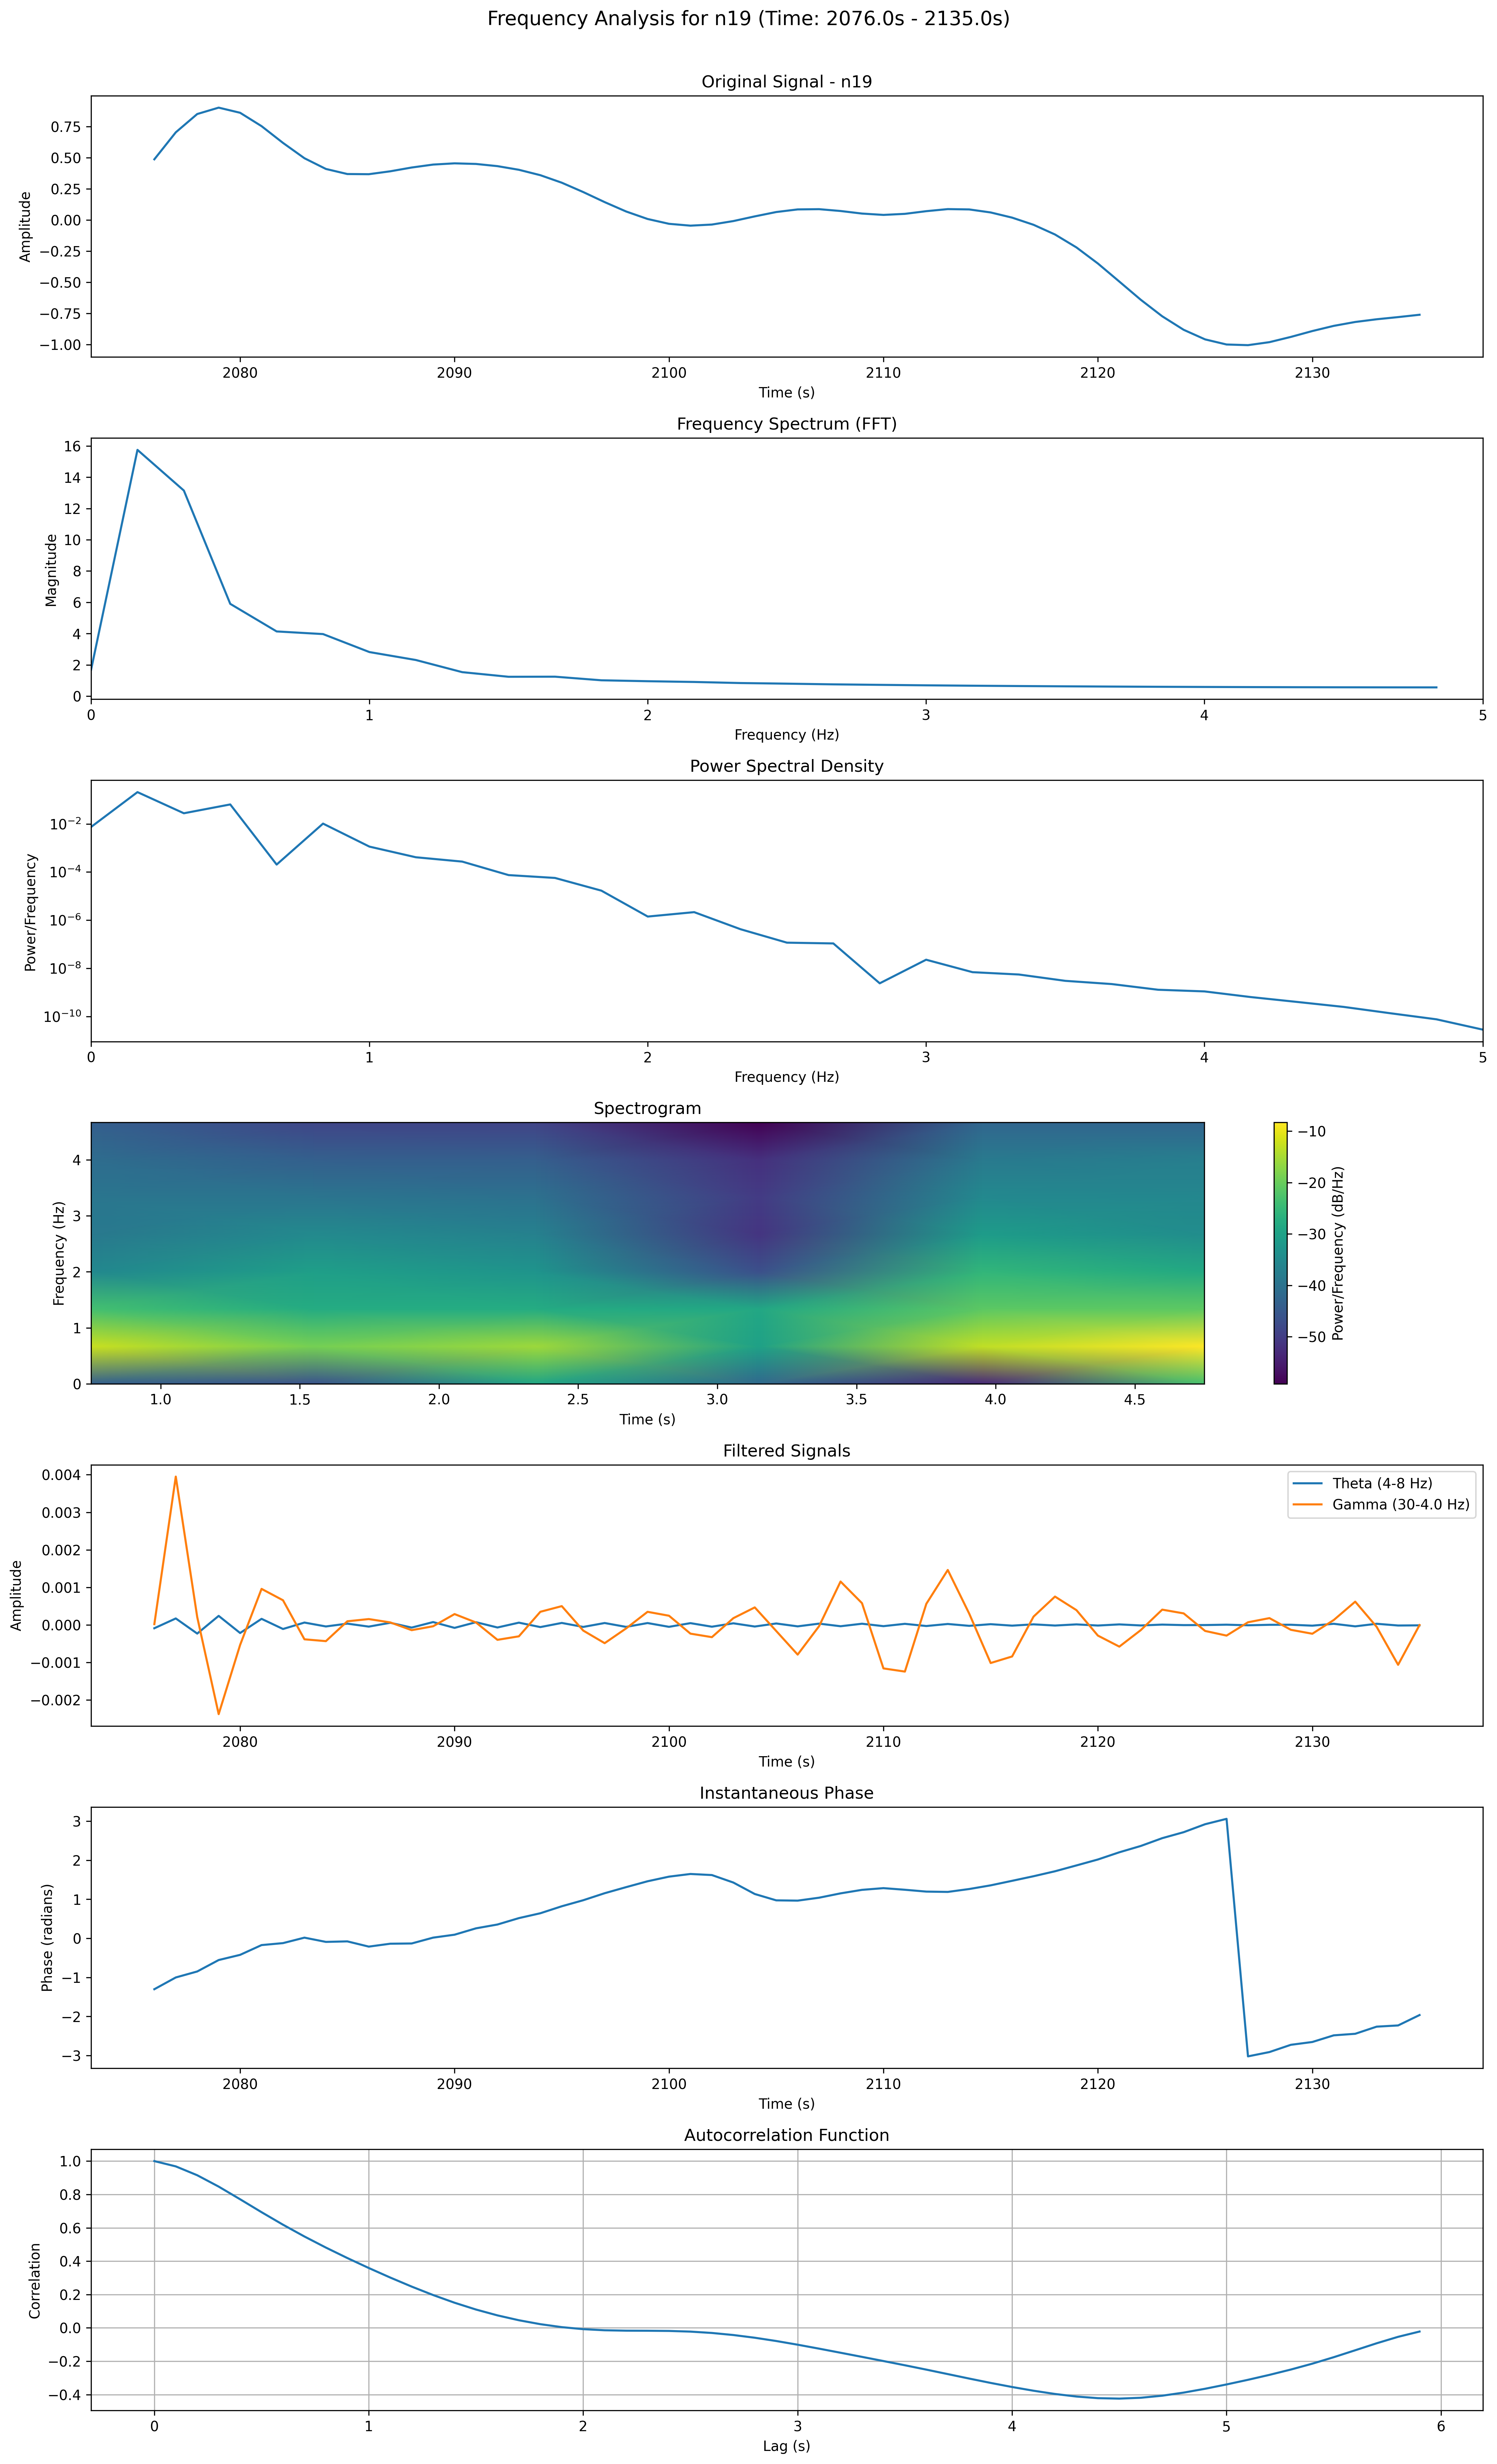 Frequency Analysis for n19 (Time: 2076.0s - 2135.0s)
Original Signal - n19
Amplitude
0.75
0.50
0.25
0.00
−0.25
−0.50
−0.75
−1.00
2080 2090 2100 2110 2120 2130
Time (s)
Frequency Spectrum (FFT)
Magnitude
16
14
12
10
8
6
4
2
0
0 1 2 3 4 5
Frequency (Hz)
Power Spectral Density
Power/Frequency
10⁻²
10⁻⁴
10⁻⁶
10⁻⁸
10⁻¹⁰
0 1 2 3 4 5
Frequency (Hz)
Spectrogram
Frequency (Hz)
4
3
2
1
0
1.0 1.5 2.0 2.5 3.0 3.5 4.0 4.5
Time (s)
−10
−20
−30
−40
−50
Power/Frequency (dB/Hz)
Filtered Signals
Amplitude
0.004
0.003
0.002
0.001
0.000
−0.001
−0.002
Theta (4-8 Hz)
Gamma (30-4.0 Hz)
2080 2090 2100 2110 2120 2130
Time (s)
Instantaneous Phase
Phase (radians)
3
2
1
0
−1
−2
−3
2080 2090 2100 2110 2120 2130
Time (s)
Autocorrelation Function
Correlation
1.0
0.8
0.6
0.4
0.2
0.0
−0.2
−0.4
0 1 2 3 4 5 6
Lag (s)